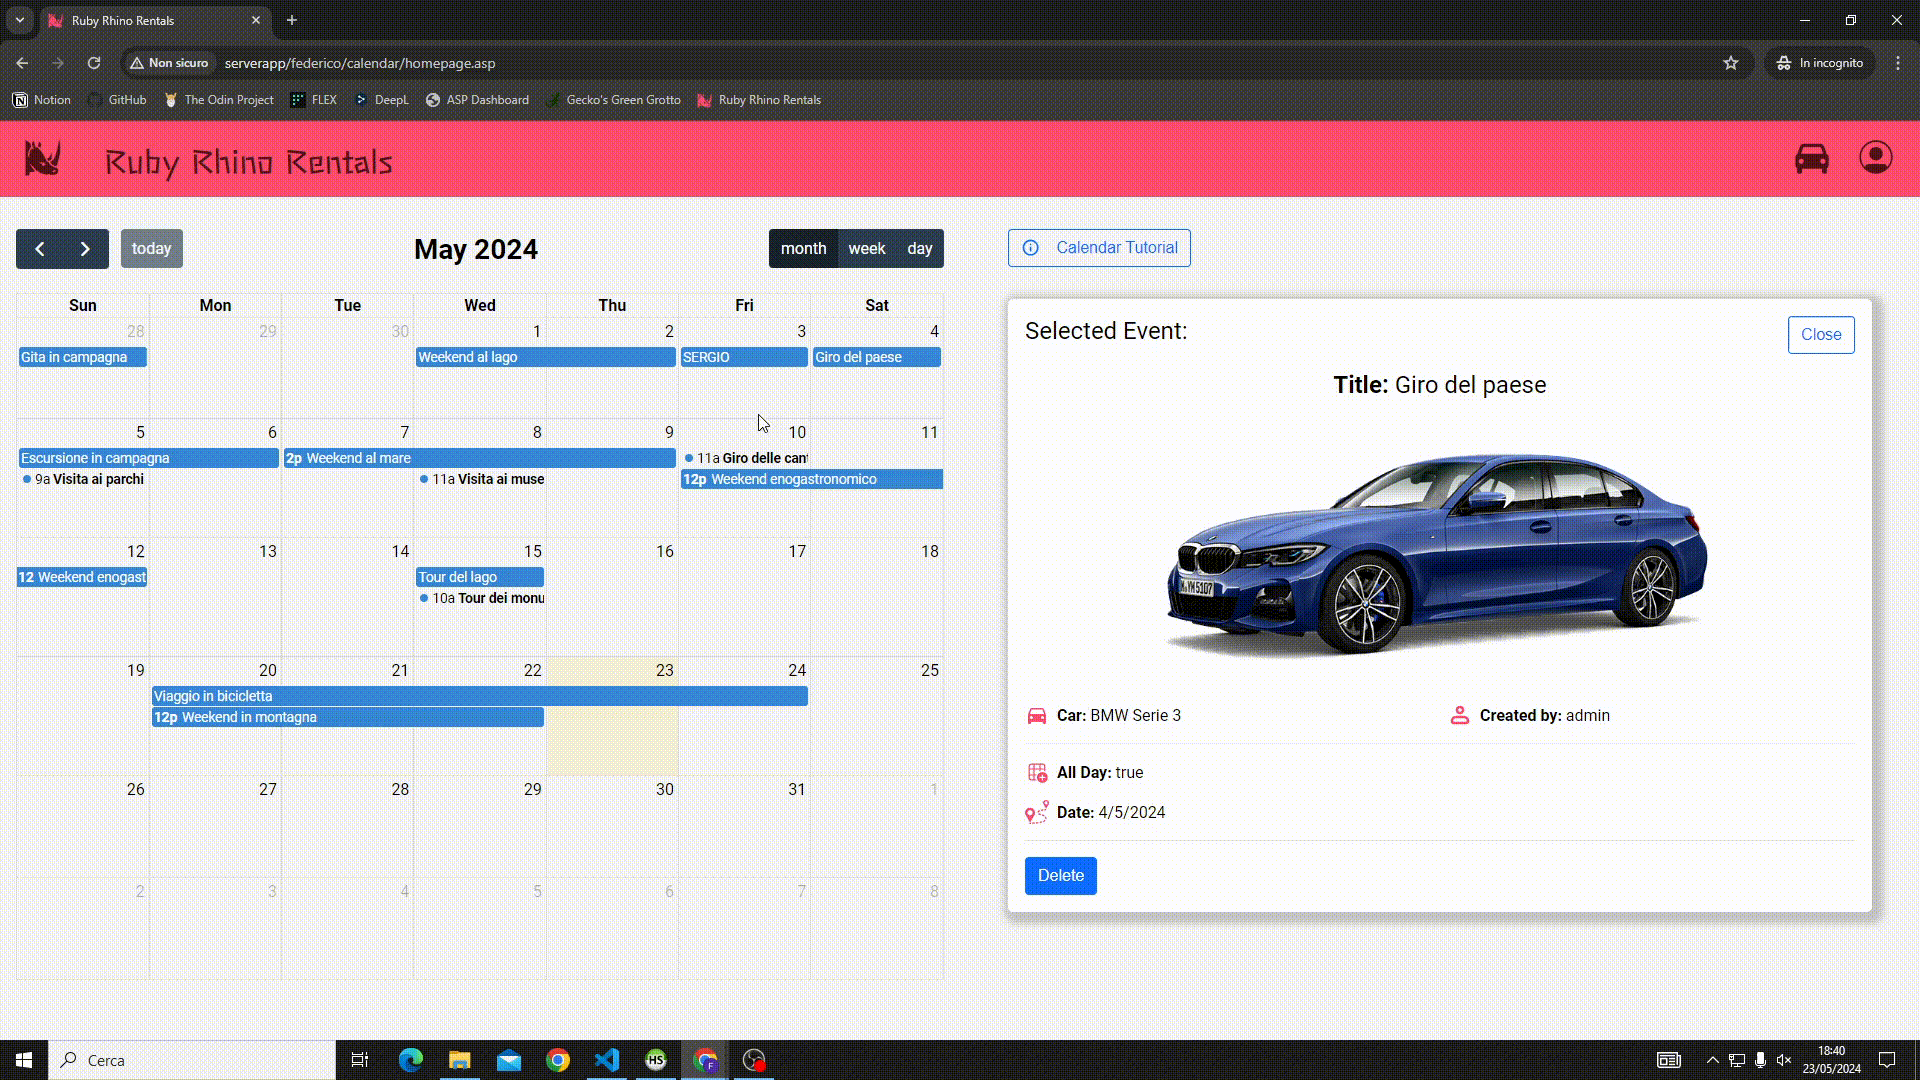 Ruby Rhino Rentals
Non sicuro
serverapp/federico/calendar/homepage.asp
In incognito
Notion
GitHub
The Odin Project
FLEX
DeepL
ASP Dashboard
Gecko's Green Grotto
Ruby Rhino Rentals
Ruby Rhino Rentals
today
May 2024
month week day
Sun Mon Tue Wed Thu Fri Sat
28 29 30 1 2 3 4
Gita in campagna
Weekend al lago
SERGIO
Giro del paese
5 6 7 8 9 10 11
Escursione in campagna
2p Weekend al mare
11a Giro delle cant
9a Visita ai parchi
11a Visita ai muse
12p Weekend enogastronomico
12 13 14 15 16 17 18
12 Weekend enogast
Tour del lago
10a Tour dei monu
19 20 21 22 23 24 25
Viaggio in bicicletta
12p Weekend in montagna
26 27 28 29 30 31 1
2 3 4 5 6 7 8
Calendar Tutorial
Selected Event:
Close
Title: Giro del paese
Car: BMW Serie 3
Created by: admin
All Day: true
Date: 4/5/2024
Delete
Cerca
HS
F
18:40
23/05/2024